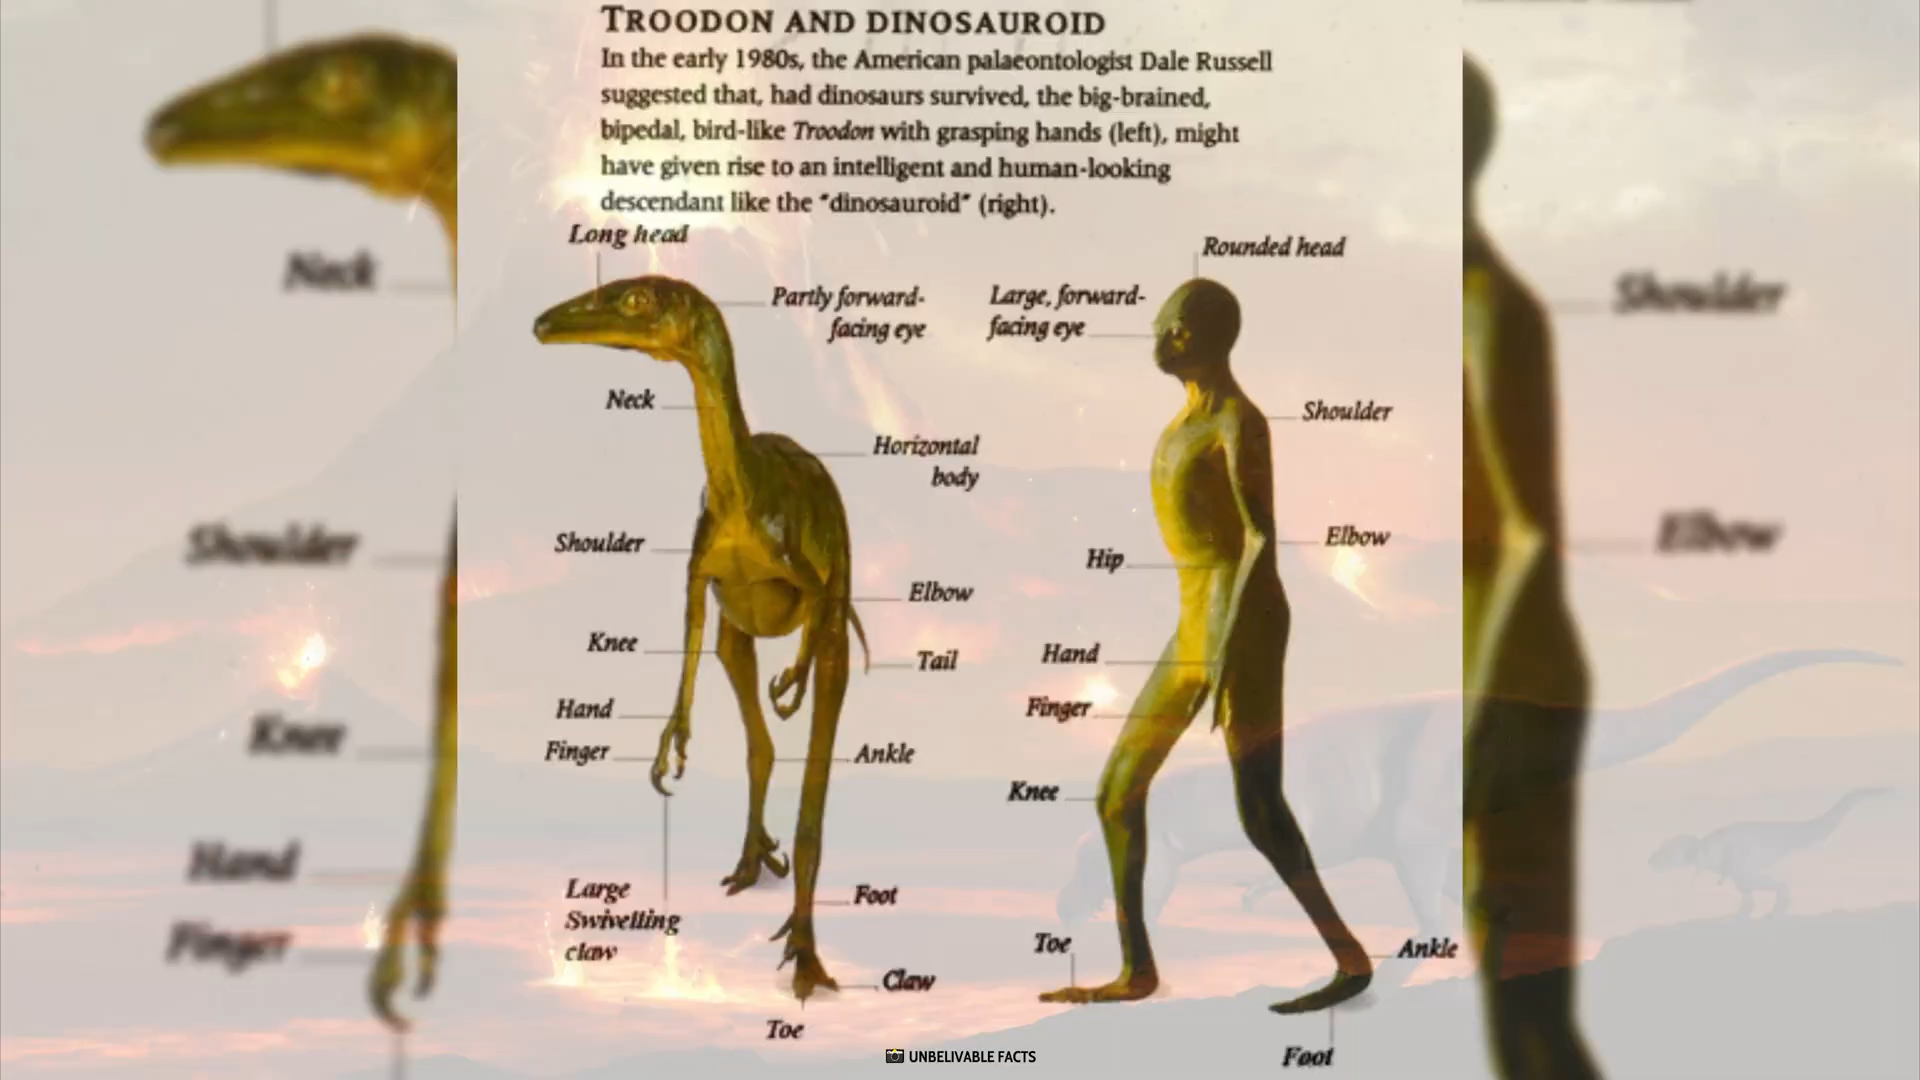 TROODON AND DINOSAUROID
In the early 1980s, the American palaeontologist Dale Russell
suggested that, had dinosaurs survived, the big-brained,
bipedal, bird-like Troodon with grasping hands (left), might
have given rise to an intelligent and human-looking
descendant like the "dinosauroid" (right).
Long head
Partly forward-
facing eye
Neck
Horizontal
body
Shoulder
Elbow
Knee
Tail
Hand
Finger
Ankle
Large
Swivelling
claw
Foot
Claw
Toe
Rounded head
Large, forward-
facing eye
Shoulder
Elbow
Hip
Hand
Finger
Knee
Toe
Ankle
Foot
Neck
Shoulder
Knee
Hand
Finger
Shoulder
Elbow
UNBELIVABLE FACTS